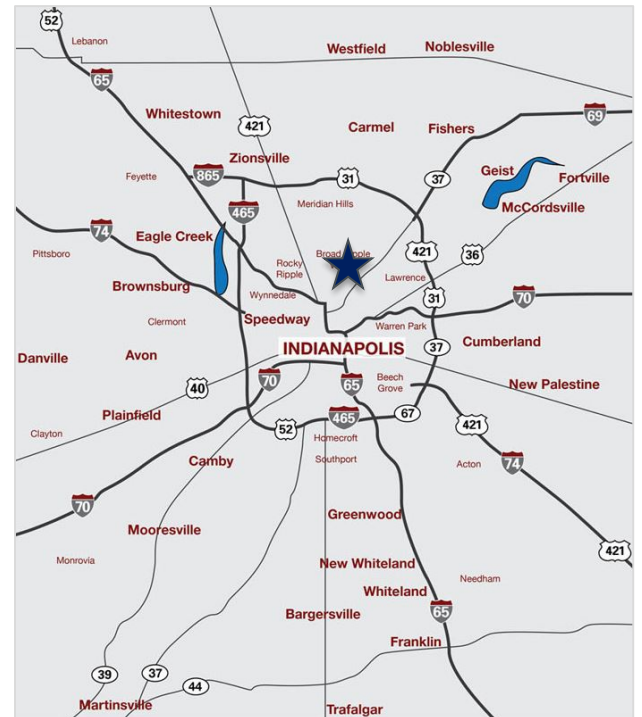 52
Lebanon
Westfield
Noblesville
65
Whitestown
421
Carmel
Fishers
69
Zionsville
Feyette
865
31
37
Geist
Fortville
465
Meridian Hills
McCordsville
74
Eagle Creek
421
36
Pittsboro
Rocky
Ripple
Broad
Lawrence
Brownsburg
Wynnedale
31
70
Clermont
Speedway
Warren Park
INDIANAPOLIS
37
Cumberland
Danville
Avon
40
70
65
Beech
Grove
New Palestine
Plainfield
52
465
67
421
Clayton
Homecroft
Camby
Southport
Acton
74
70
Greenwood
Mooresville
421
Monrovia
New Whiteland
Needham
Whiteland
Bargersville
65
Franklin
39
37
44
Martinsville
Trafalgar